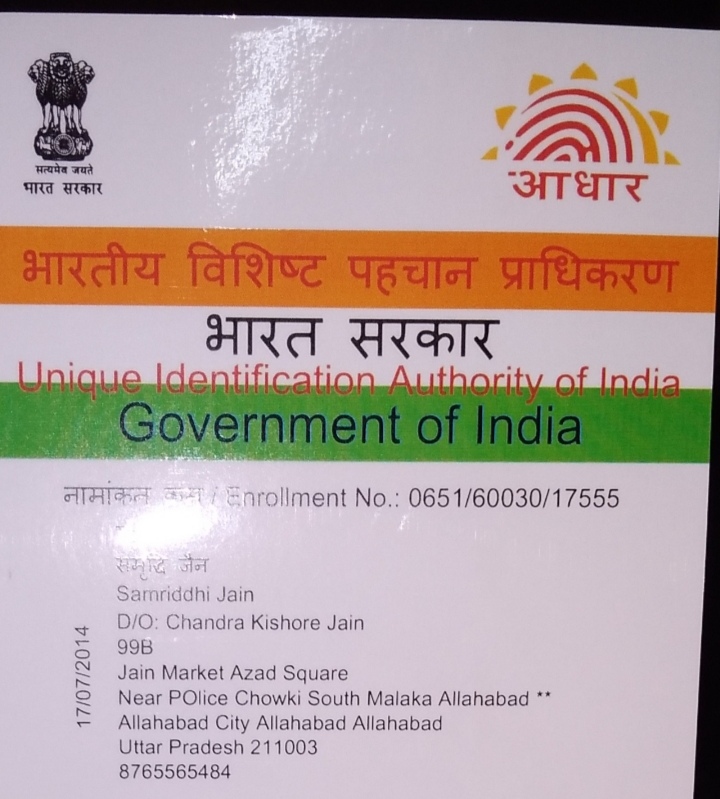 सत्यमेव जयते
भारत सरकार
आधार
भारतीय विशिष्ट पहचान प्राधिकरण
भारत सरकार
Unique Identification Authority of India
Government of India
नामांकन क्रम / Enrollment No.: 0651/60030/17555
समृद्धि जैन
Samriddhi Jain
D/O: Chandra Kishore Jain
99B
Jain Market Azad Square
Near POlice Chowki South Malaka Allahabad **
Allahabad City Allahabad Allahabad
Uttar Pradesh 211003
8765565484
17/07/2014